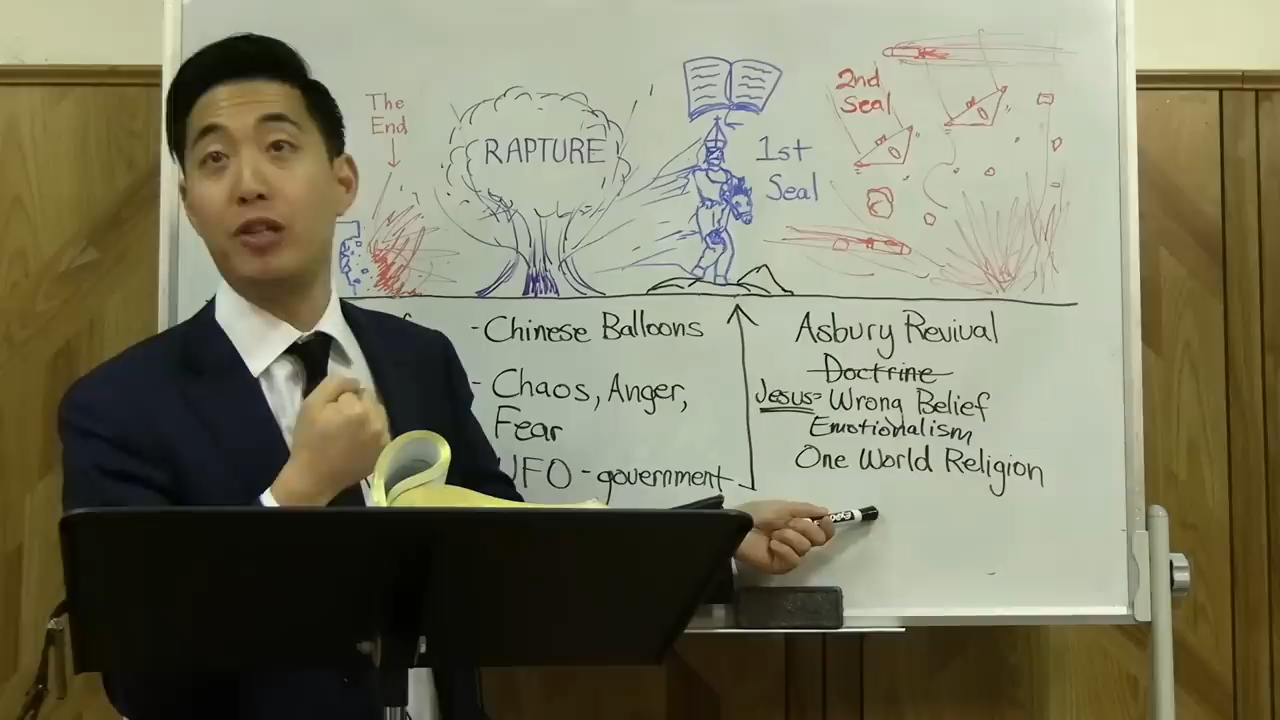 The
End
RAPTURE
1st
Seal
2nd
Seal
- Chinese Balloons
- Chaos, Anger,
Fear
UFO - government
Asbury Revival
Doctrine
Jesus = Wrong Belief
Emotionalism
One World Religion
EXPO